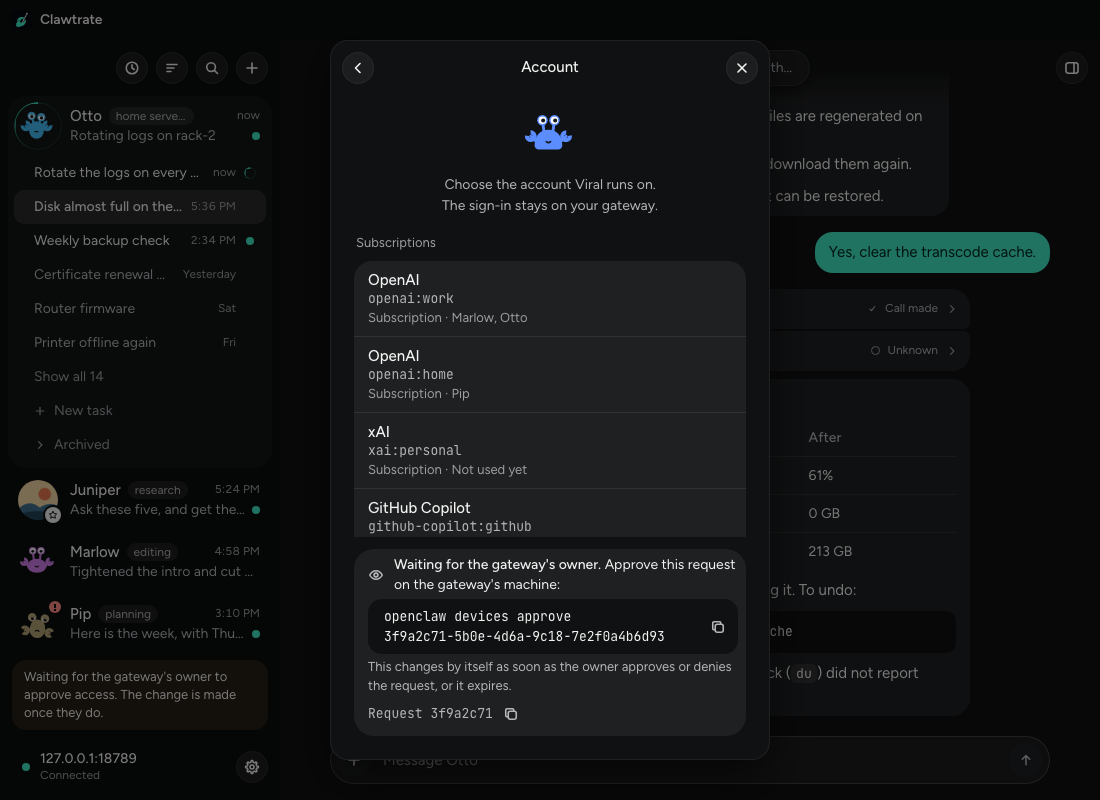 Clawtrate
Otto
home serve…
now
Rotating logs on rack-2
Rotate the logs on every ...
now
Disk almost full on the...
5:36 PM
Weekly backup check
2:34 PM
Certificate renewal ...
Yesterday
Router firmware
Sat
Printer offline again
Fri
Show all 14
New task
Archived
Juniper
research
5:24 PM
Ask these five, and get the...
Marlow
editing
4:58 PM
Tightened the intro and cut ...
Pip
planning
3:10 PM
Here is the week, with Thu...
Waiting for the gateway's owner to
approve access. The change is made
once they do.
127.0.0.1:18789
Connected
Account
Choose the account Viral runs on.
The sign-in stays on your gateway.
Subscriptions
OpenAI
openai:work
Subscription · Marlow, Otto
OpenAI
openai:home
Subscription · Pip
xAI
xai:personal
Subscription · Not used yet
GitHub Copilot
github-copilot:github
Waiting for the gateway's owner. Approve this request
on the gateway's machine:
openclaw devices approve
3f9a2c71-5b0e-4d6a-9c18-7e2f0a4b6d93
This changes by itself as soon as the owner approves or denies
the request, or it expires.
Request 3f9a2c71
th...
iles are regenerated on
download them again.
t can be restored.
Yes, clear the transcode cache.
Call made
Unknown
After
61%
0 GB
213 GB
g it. To undo:
che
ck ( du ) did not report
Message Otto